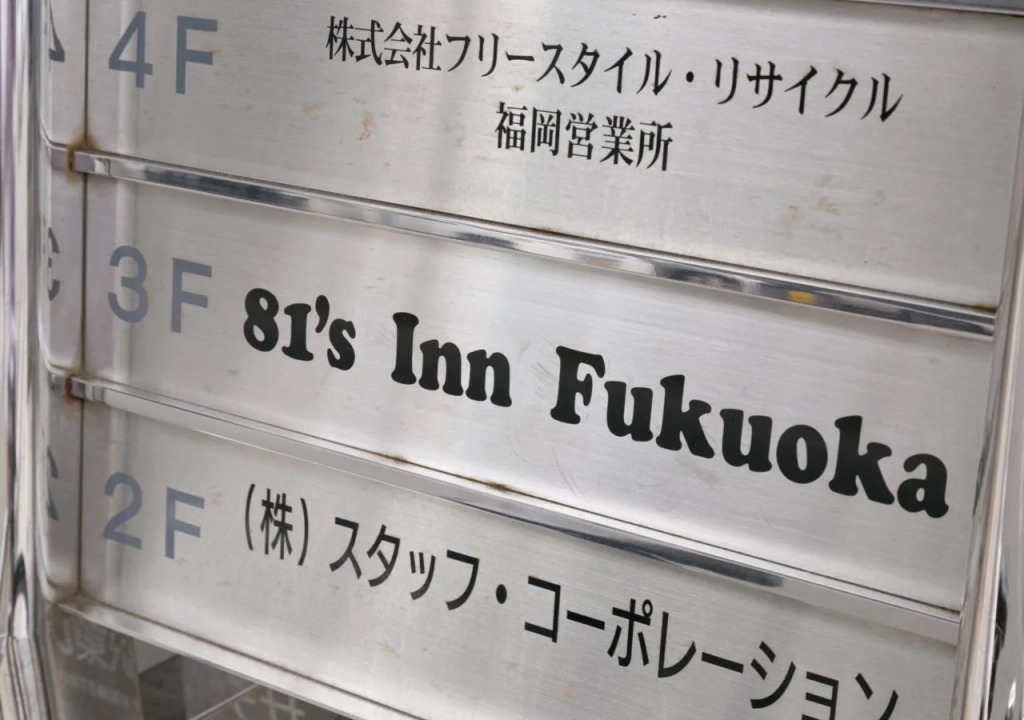 4F 株式会社フリースタイル・リサイクル
福岡営業所
3F 81's Inn Fukuoka
2F (株) スタッフ・コーポレーション